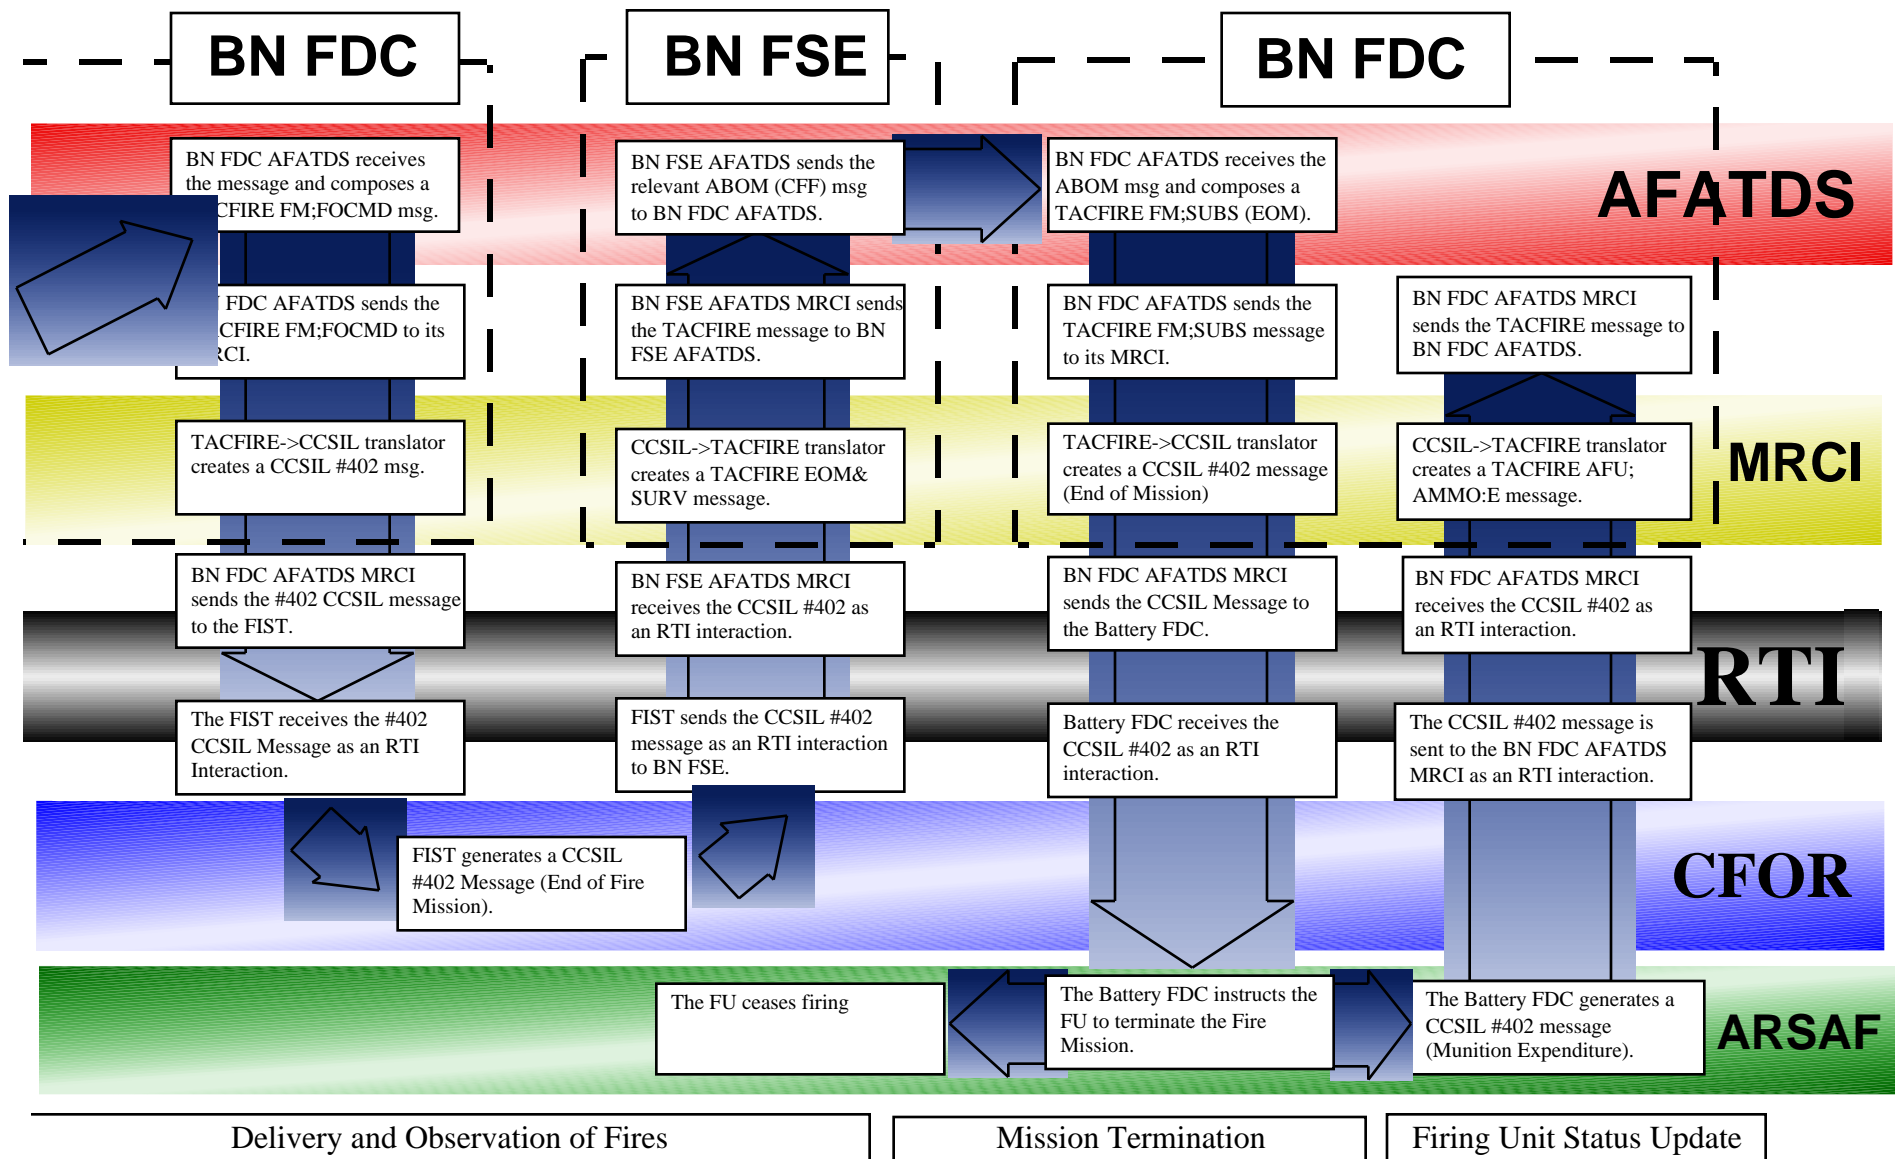 BN FDC
BN FSE
BN FDC
BN FDC AFATDS receives
the message and composes a
CFIRE FM;FOCMD msg.
BN FSE AFATDS sends the
relevant ABOM (CFF) msg
to BN FDC AFATDS.
BN FDC AFATDS receives the
ABOM msg and composes a
TACFIRE FM;SUBS (EOM).
AFATDS
FDC AFATDS sends the
CFIRE FM;FOCMD to its
RCI.
BN FSE AFATDS MRCI sends
the TACFIRE message to BN
FSE AFATDS.
BN FDC AFATDS sends the
TACFIRE FM;SUBS message
to its MRCI.
BN FDC AFATDS MRCI
sends the TACFIRE message to
BN FDC AFATDS.
TACFIRE->CCSIL translator
creates a CCSIL #402 msg.
CCSIL->TACFIRE translator
creates a TACFIRE EOM&
SURV message.
TACFIRE->CCSIL translator
creates a CCSIL #402 message
(End of Mission)
CCSIL->TACFIRE translator
creates a TACFIRE AFU;
AMMO:E message.
MRCI
BN FDC AFATDS MRCI
sends the #402 CCSIL message
to the FIST.
BN FSE AFATDS MRCI
receives the CCSIL #402 as
an RTI interaction.
BN FDC AFATDS MRCI
sends the CCSIL Message to
the Battery FDC.
BN FDC AFATDS MRCI
receives the CCSIL #402 as
an RTI interaction.
RTI
The FIST receives the #402
CCSIL Message as an RTI
Interaction.
FIST sends the CCSIL #402
message as an RTI interaction
to BN FSE.
Battery FDC receives the
CCSIL #402 as an RTI
interaction.
The CCSIL #402 message is
sent to the BN FDC AFATDS
MRCI as an RTI interaction.
FIST generates a CCSIL
#402 Message (End of Fire
Mission).
CFOR
The FU ceases firing
The Battery FDC instructs the
FU to terminate the Fire
Mission.
The Battery FDC generates a
CCSIL #402 message
(Munition Expenditure).
ARSAF
Delivery and Observation of Fires
Mission Termination
Firing Unit Status Update